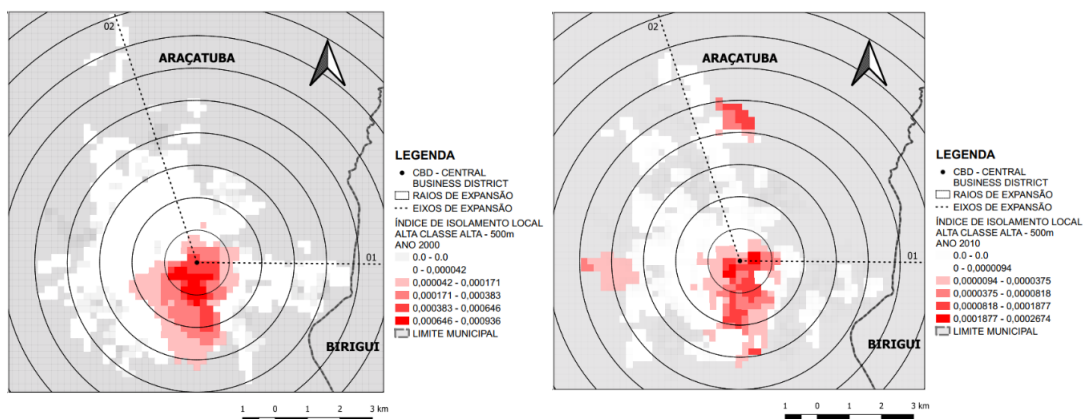 02
ARAÇATUBA
01
BIRIGUI
LEGENDA
CBD - CENTRAL
BUSINESS DISTRICT
RAIOS DE EXPANSÃO
EIXOS DE EXPANSÃO
ÍNDICE DE ISOLAMENTO LOCAL
ALTA CLASSE ALTA - 500m
ANO 2000
0.0 - 0.0
0 - 0,000042
0,000042 - 0,000171
0,000171 - 0,000383
0,000383 - 0,000646
0,000646 - 0,000936
LIMITE MUNICIPAL
1 0 1 2 3 km
02
ARAÇATUBA
01
BIRIGUI
LEGENDA
CBD - CENTRAL
BUSINESS DISTRICT
RAIOS DE EXPANSÃO
EIXOS DE EXPANSÃO
ÍNDICE DE ISOLAMENTO LOCAL
ALTA CLASSE ALTA - 500m
ANO 2010
0.0 - 0.0
0 - 0,0000094
0,0000094 - 0,0000375
0,0000375 - 0,0000818
0,0000818 - 0,0001877
0,0001877 - 0,0002674
LIMITE MUNICIPAL
1 0 1 2 3 km